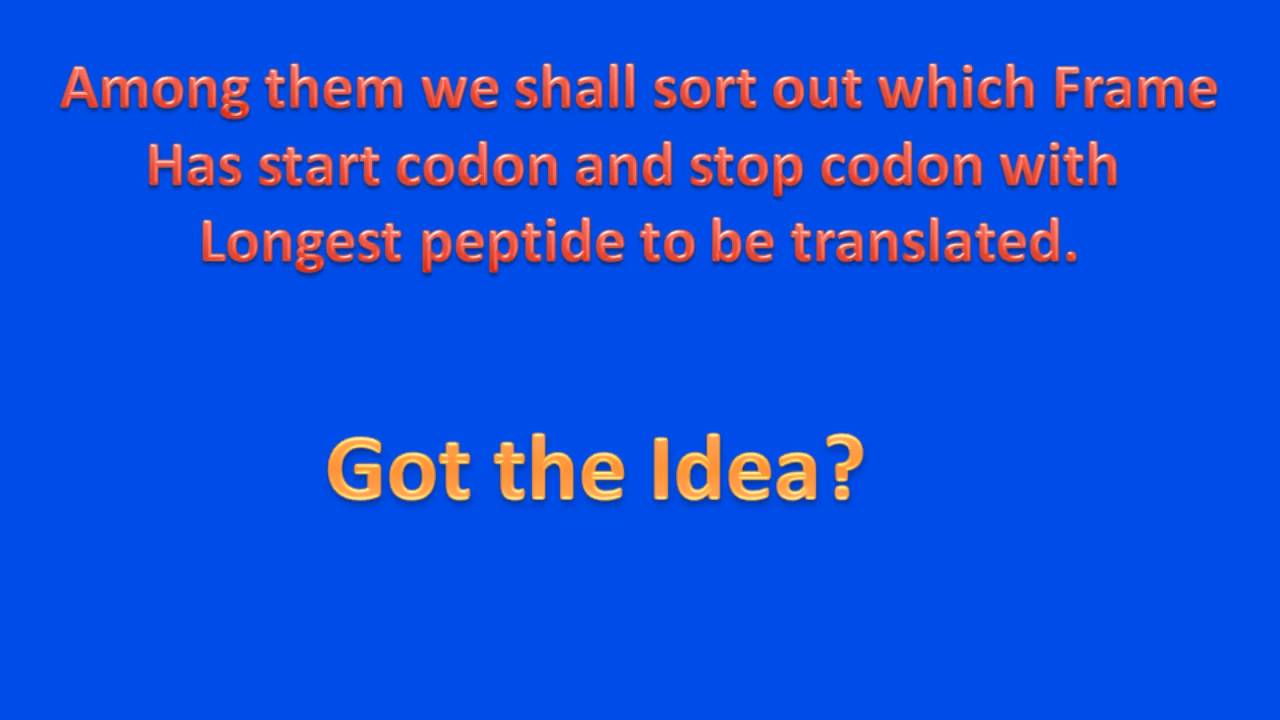 Among them we shall sort out which Frame
Has start codon and stop codon with
Longest peptide to be translated.
Got the Idea?